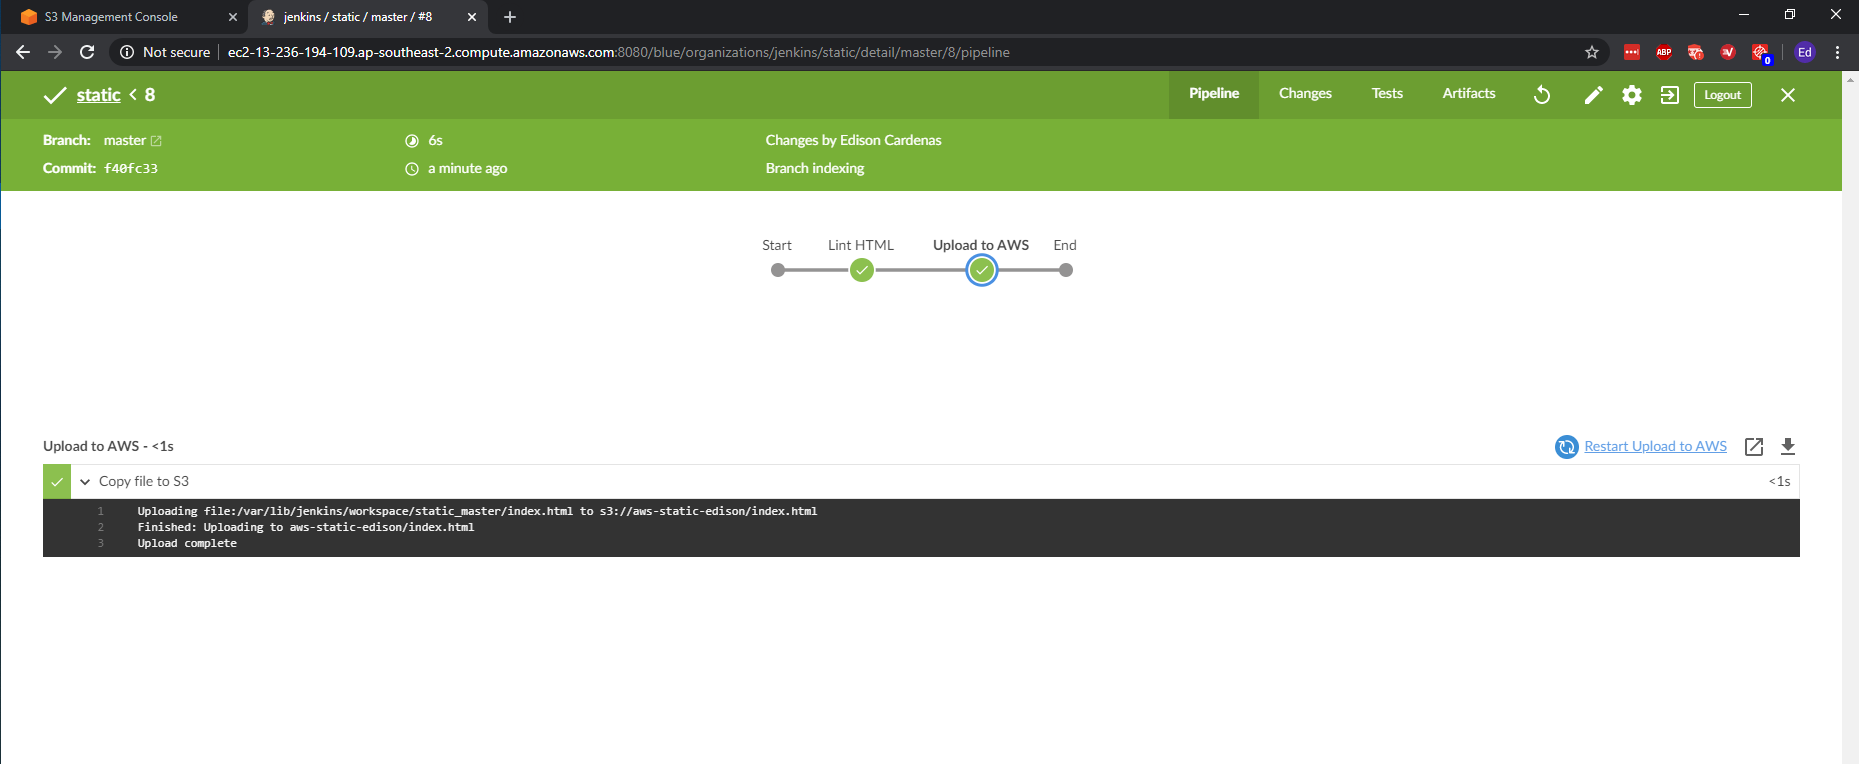 S3 Management Console
jenkins / static / master / #8
Not secure
ec2-13-236-194-109.ap-southeast-2.compute.amazonaws.com:8080/blue/organizations/jenkins/static/detail/master/8/pipeline
ABP
0
Ed
static < 8
Pipeline
Changes
Tests
Artifacts
Logout
Branch: master
6s
Changes by Edison Cardenas
Commit: f40fc33
a minute ago
Branch indexing
Start
Lint HTML
Upload to AWS
End
Upload to AWS - <1s
Restart Upload to AWS
Copy file to S3
<1s
1 Uploading file:/var/lib/jenkins/workspace/static_master/index.html to s3://aws-static-edison/index.html
2 Finished: Uploading to aws-static-edison/index.html
3 Upload complete